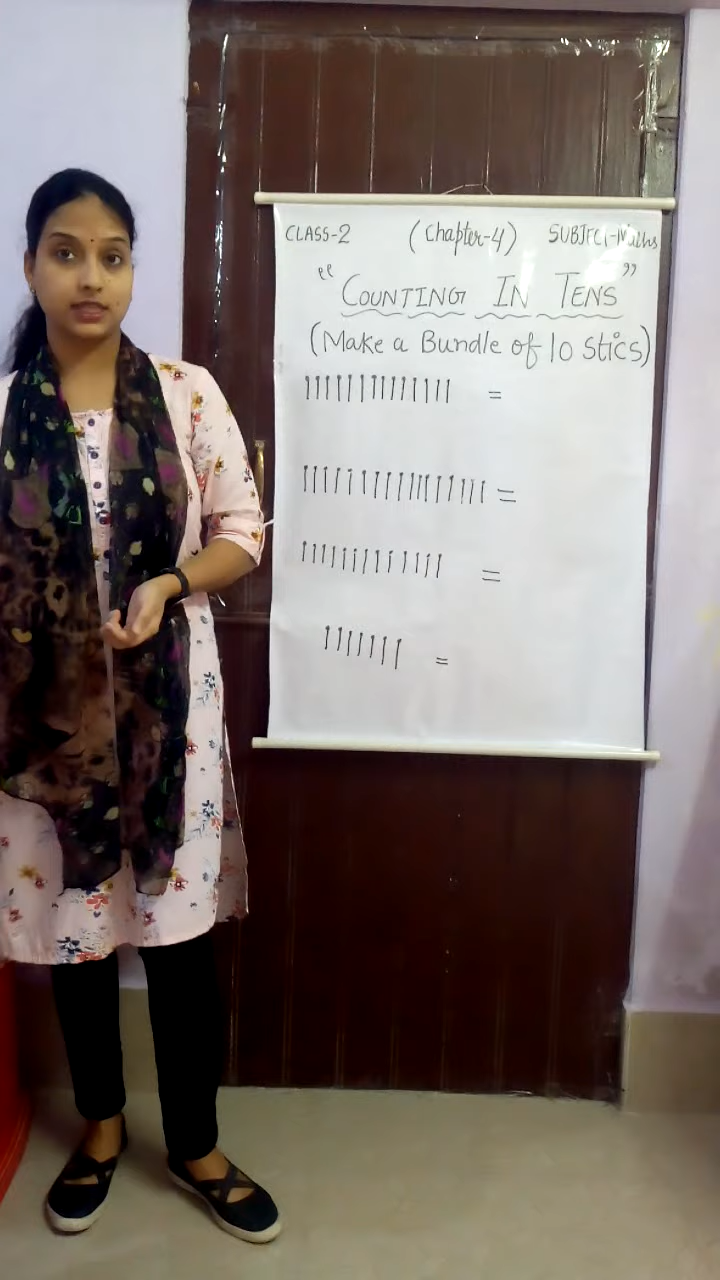 CLASS-2 (Chapter-4) SUBJECT-Maths
"COUNTING IN TENS"
(Make a Bundle of 10 Stics)
=
=
=
=